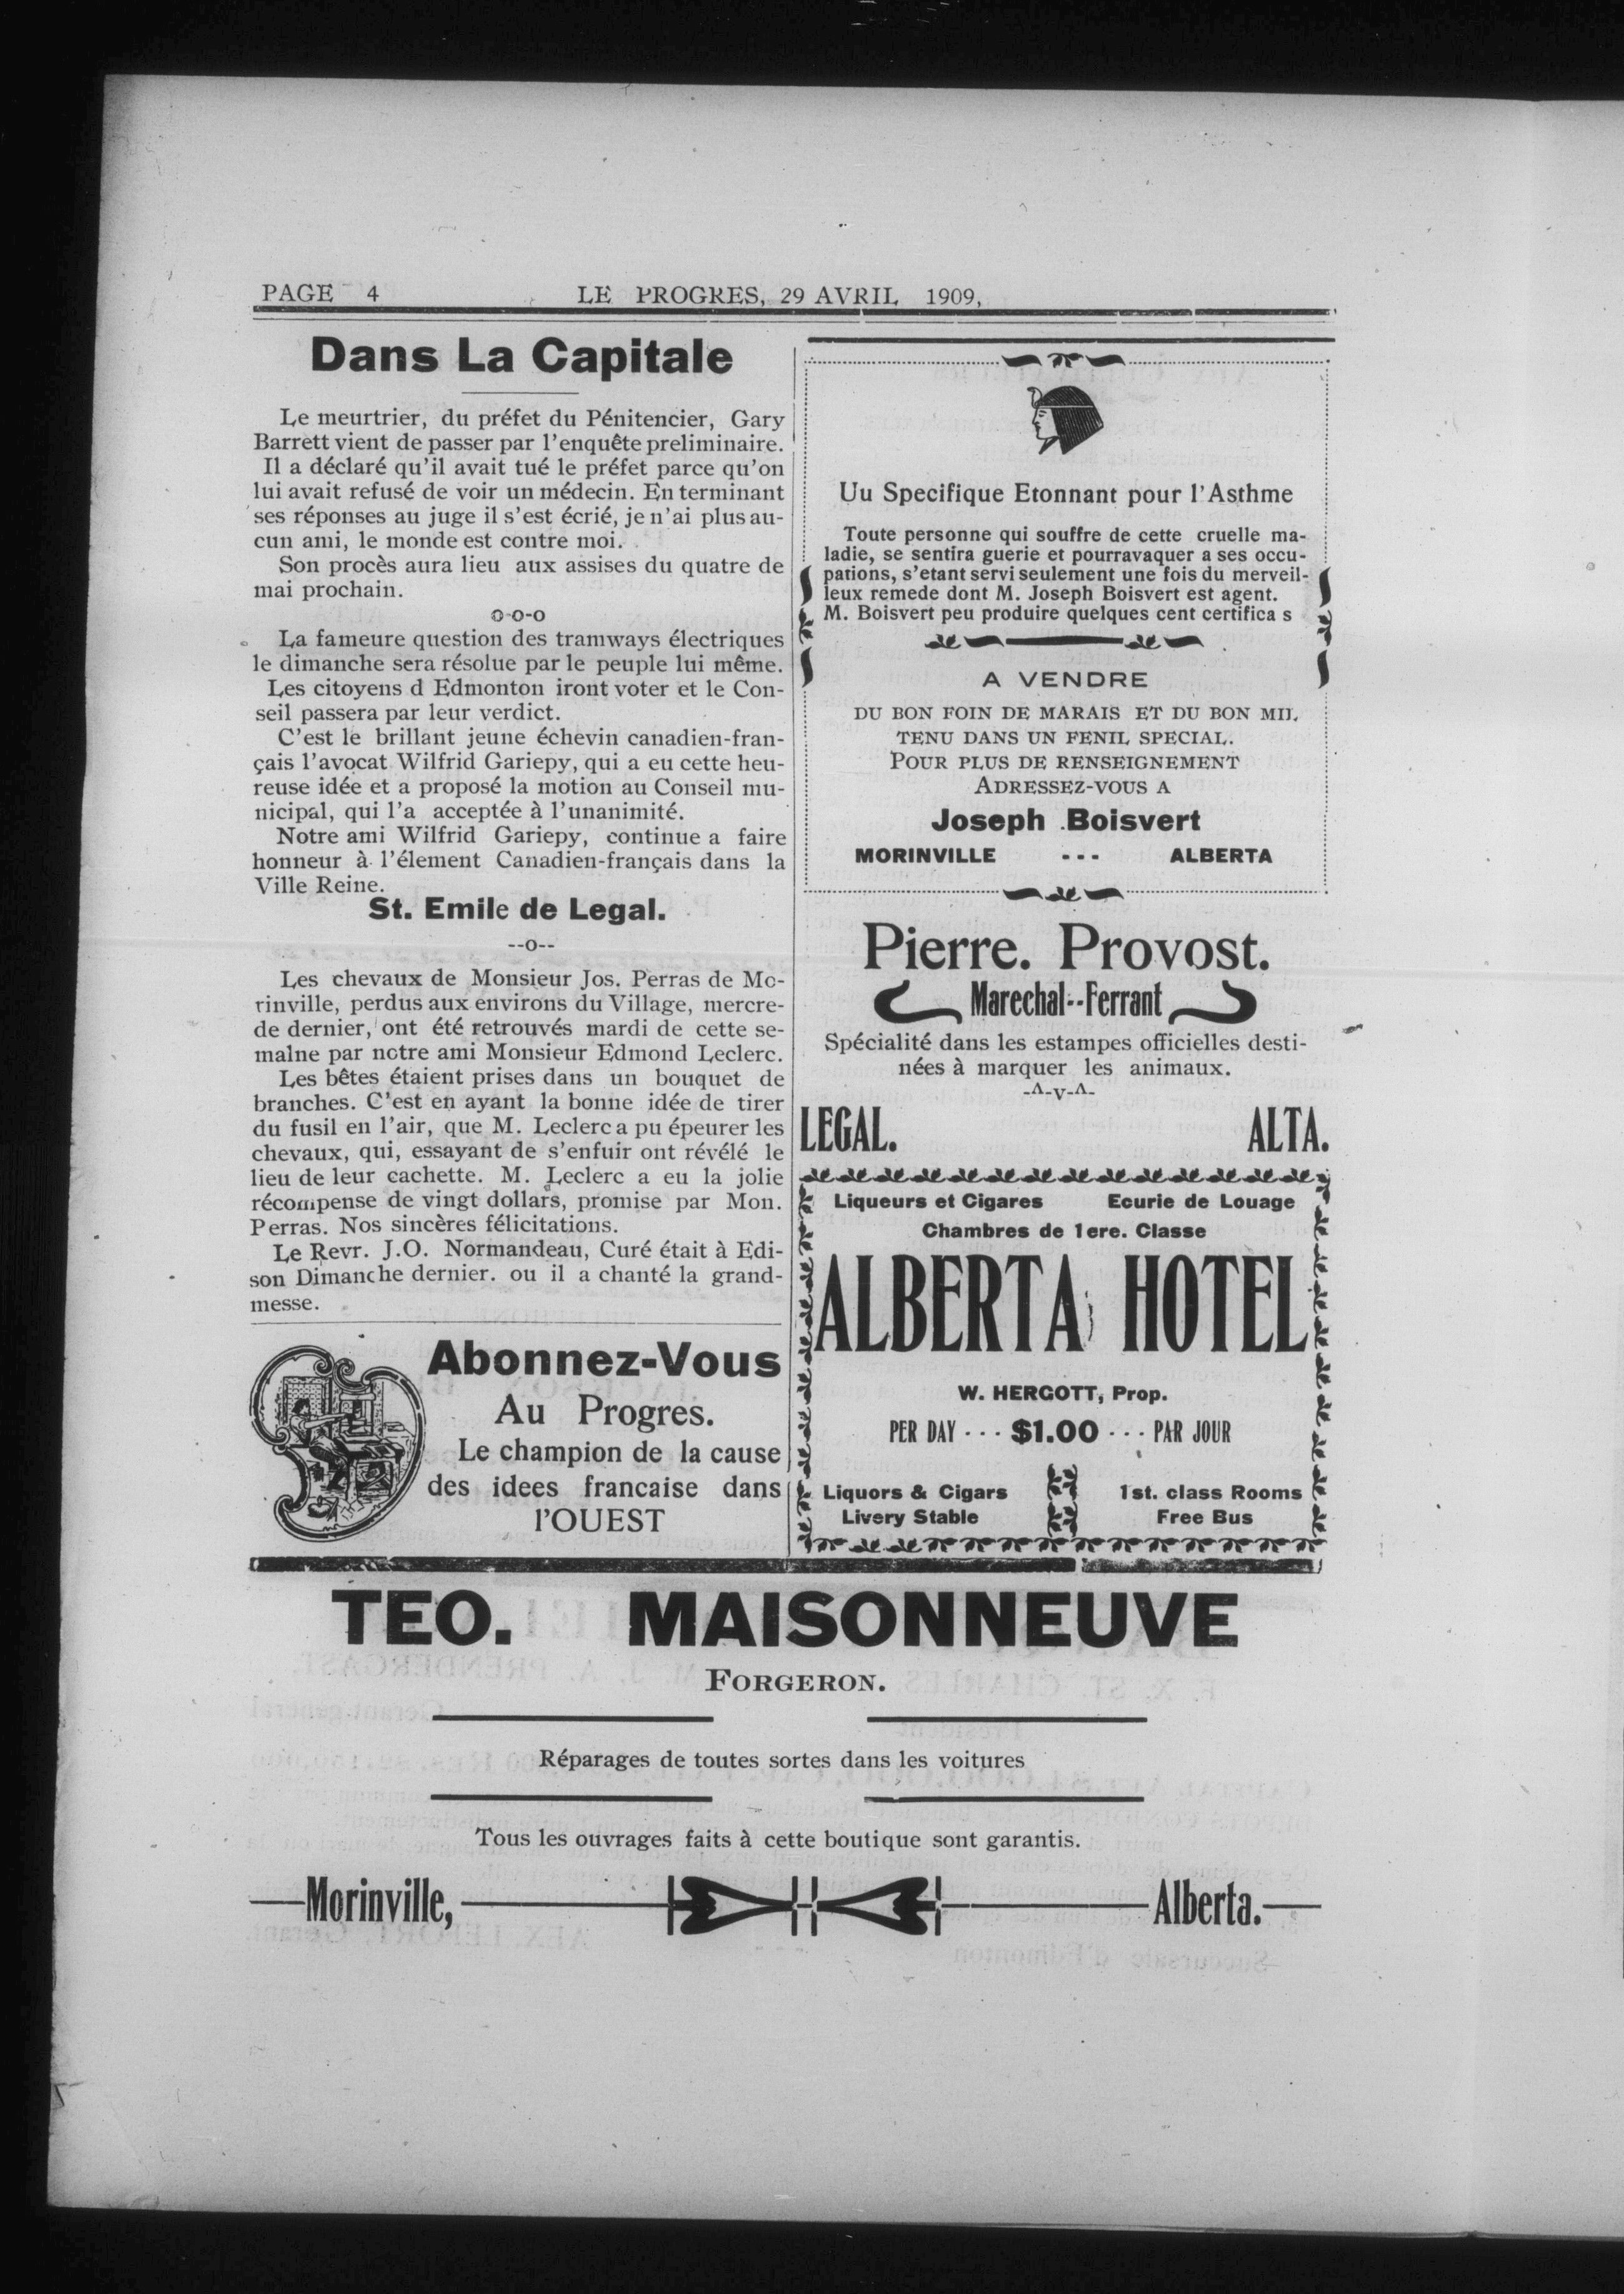 PAGE 4 LE PROGRES, 29 AVRIL 1909,
Dans La Capitale
Le meurtrier, du préfet du Pénitencier, Gary
Barrett vient de passer par l'enquête preliminaire.
Il a déclaré qu'il avait tué le préfet parce qu'on
lui avait refusé de voir un médecin. En terminant
ses réponses au juge il s'est écrié, je n'ai plus au-
cun ami, le monde est contre moi.
Son procès aura lieu aux assises du quatre de
mai prochain.
o-o-o
La fameure question des tramways électriques
le dimanche sera résolue par le peuple lui même.
Les citoyens d Edmonton iront voter et le Con-
seil passera par leur verdict.
C'est le brillant jeune échevin canadien-fran-
çais l'avocat Wilfrid Gariepy, qui a eu cette heu-
reuse idée et a proposé la motion au Conseil mu-
nicipal, qui l'a acceptée à l'unanimité.
Notre ami Wilfrid Gariepy, continue a faire
honneur à l'élement Canadien-français dans la
Ville Reine.
St. Emile de Legal.
--o--
Les chevaux de Monsieur Jos. Perras de Mo-
rinville, perdus aux environs du Village, mercre-
de dernier, ont été retrouvés mardi de cette se-
maine par notre ami Monsieur Edmond Leclerc.
Les bêtes étaient prises dans un bouquet de
branches. C'est en ayant la bonne idée de tirer
du fusil en l'air, que M. Leclerc a pu épeurer les
chevaux, qui, essayant de s'enfuir ont révélé le
lieu de leur cachette. M. Leclerc a eu la jolie
récompense de vingt dollars, promise par Mon.
Perras. Nos sincères félicitations.
Le Revr. J.O. Normandeau, Curé était à Edi-
son Dimanche dernier. ou il a chanté la grand-
messe.
Abonnez-Vous
Au Progres.
Le champion de la cause
des idees francaise dans
l'OUEST
Uu Specifique Etonnant pour l'Asthme
Toute personne qui souffre de cette cruelle ma-
ladie, se sentira guerie et pourravaquer a ses occu-
pations, s'etant servi seulement une fois du merveil-
leux remede dont M. Joseph Boisvert est agent.
M. Boisvert peu produire quelques cent certifica s
A VENDRE
DU BON FOIN DE MARAIS ET DU BON MIL
TENU DANS UN FENIL SPECIAL.
POUR PLUS DE RENSEIGNEMENT
ADRESSEZ-VOUS A
Joseph Boisvert
MORINVILLE - - - ALBERTA
Pierre. Provost.
Marechal--Ferrant
Spécialité dans les estampes officielles desti-
nées à marquer les animaux.
-^-v-^-
LEGAL. ALTA.
Liqueurs et Cigares Ecurie de Louage
Chambres de 1ere. Classe
ALBERTA HOTEL
W. HERGOTT, Prop.
PER DAY - - - $1.00 - - - PAR JOUR
Liquors & Cigars 1st. class Rooms
Livery Stable Free Bus
TEO. MAISONNEUVE
FORGERON.
Réparages de toutes sortes dans les voitures
Tous les ouvrages faits à cette boutique sont garantis.
Morinville, Alberta.